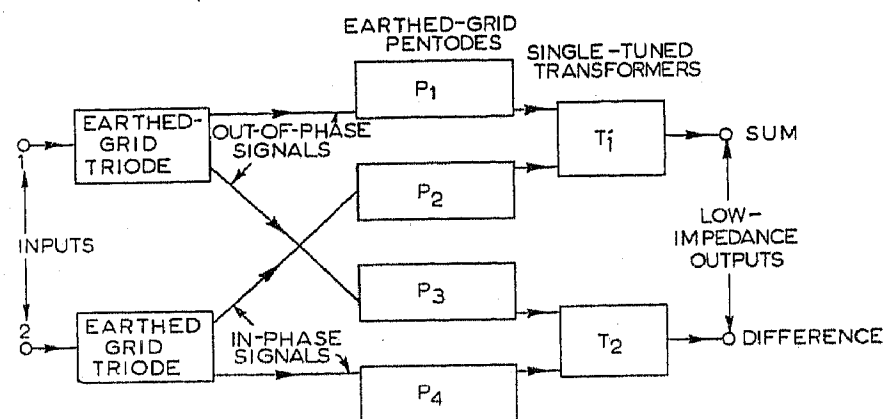 EARTHED-GRID
PENTODES
SINGLE-TUNED
TRANSFORMERS
P1
EARTHED-
GRID
TRIODE
OUT-OF-PHASE
SIGNALS
1
T1
SUM
P2
INPUTS
LOW-
IMPEDANCE
OUTPUTS
P3
2
EARTHED
GRID
TRIODE
IN-PHASE
SIGNALS
T2
DIFFERENCE
P4